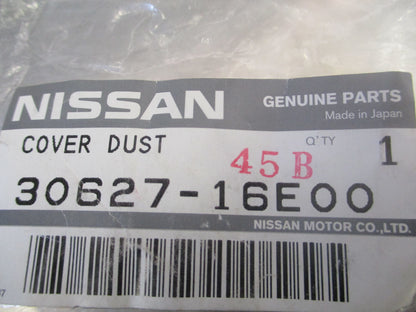 NISSAN
GENUINE PARTS
Made in Japan
COVER DUST
Q'TY
1
45B
30627-16E00
NISSAN MOTOR CO.,LTD.